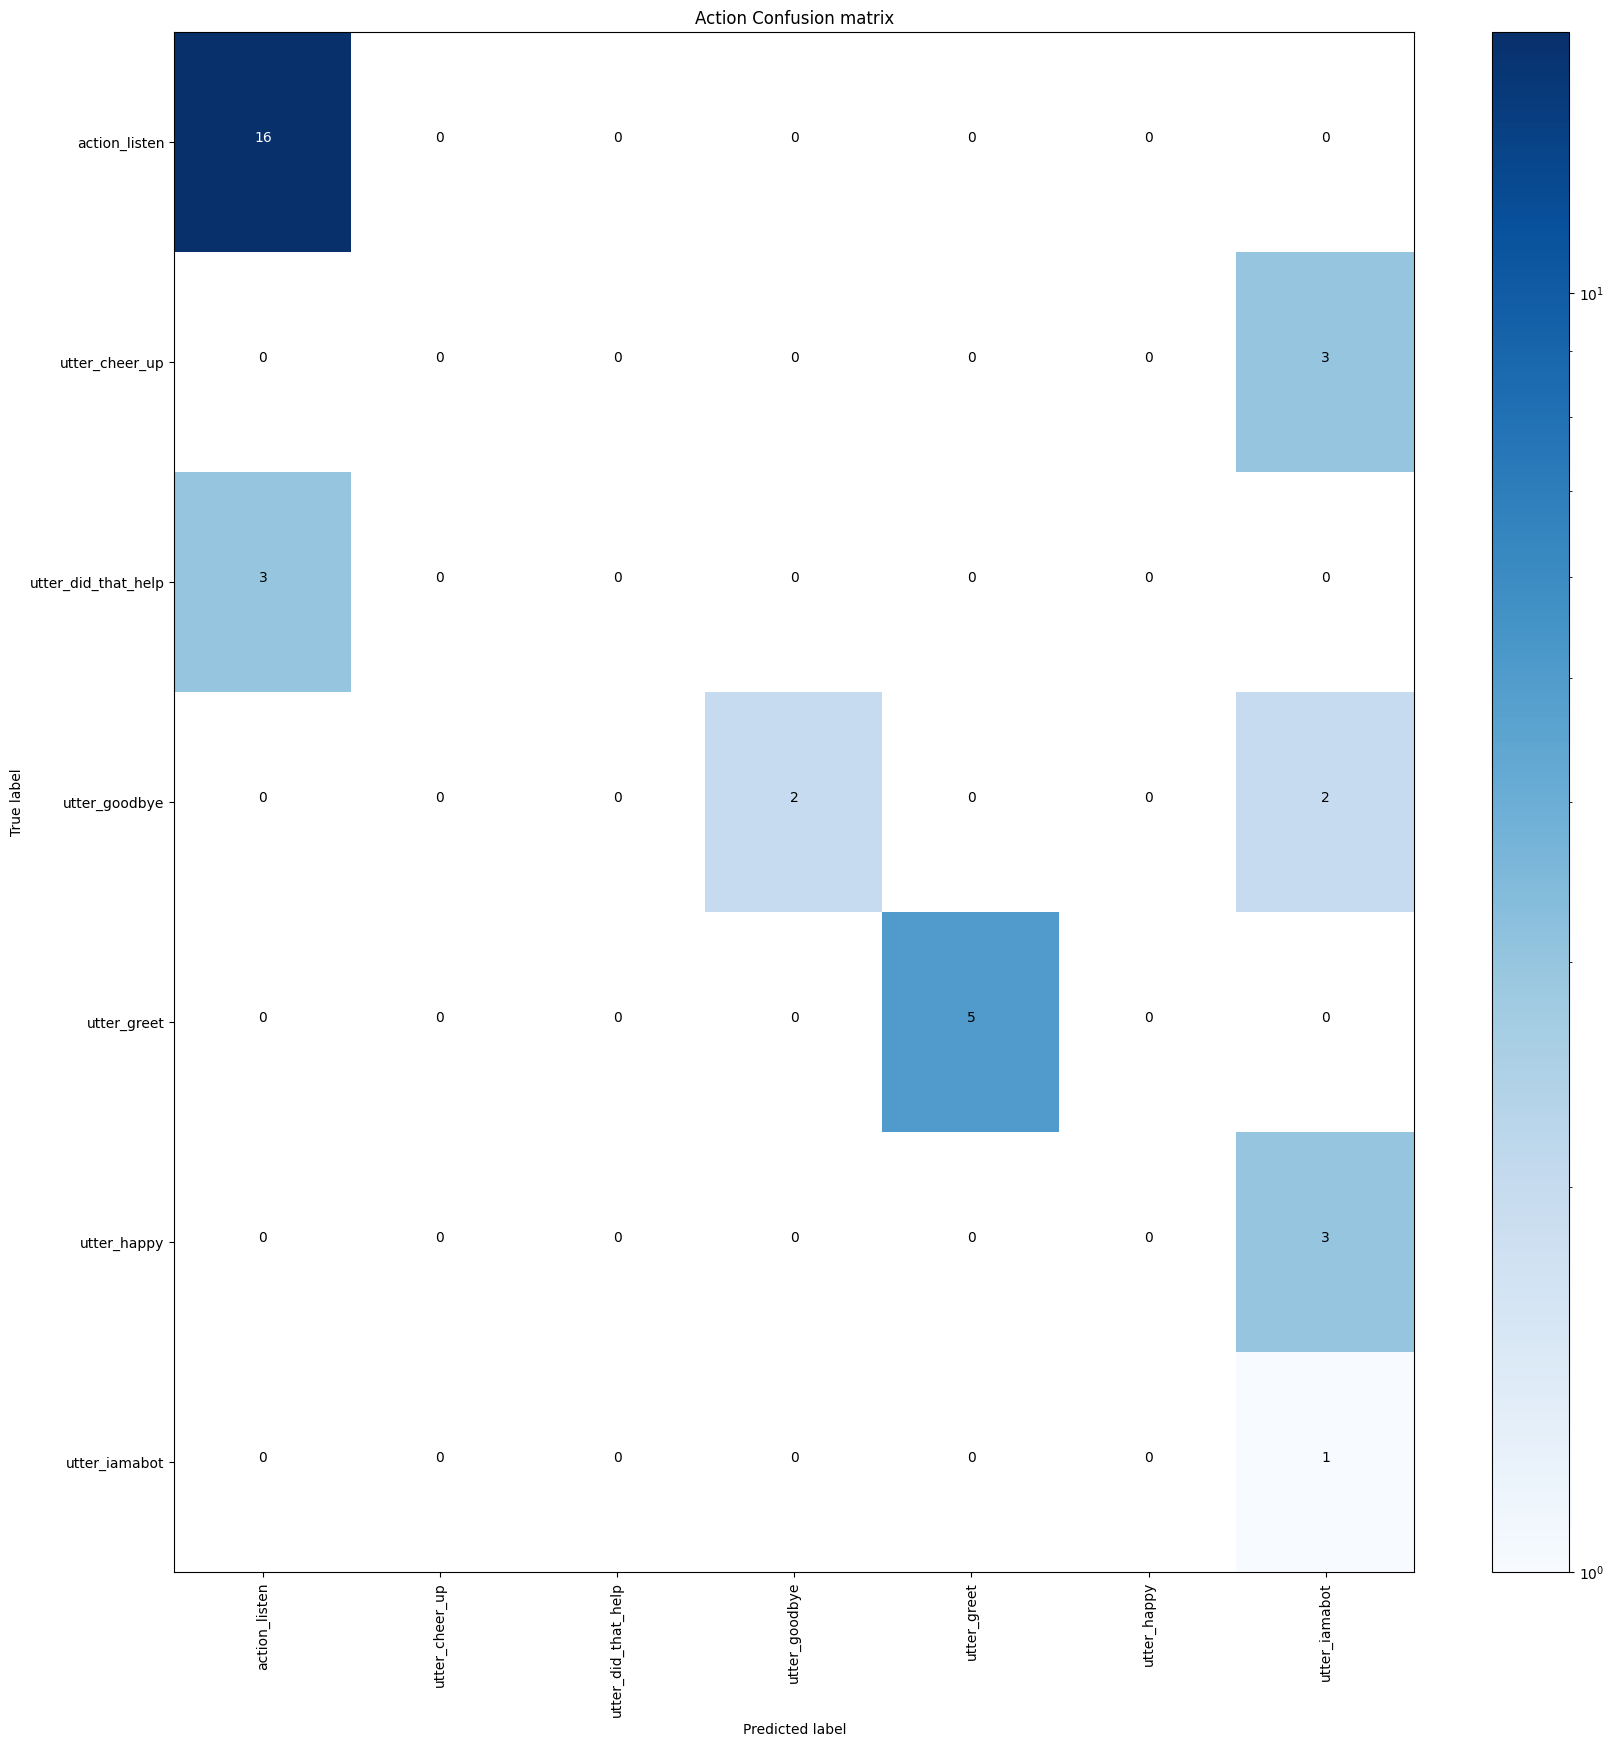 Action Confusion matrix
True label
action_listen 16 0 0 0 0 0 0
utter_cheer_up 0 0 0 0 0 0 3
utter_did_that_help 3 0 0 0 0 0 0
utter_goodbye 0 0 0 2 0 0 2
utter_greet 0 0 0 0 5 0 0
utter_happy 0 0 0 0 0 0 3
utter_iamabot 0 0 0 0 0 0 1
action_listen
utter_cheer_up
utter_did_that_help
utter_goodbye
utter_greet
utter_happy
utter_iamabot
Predicted label
10¹
10⁰